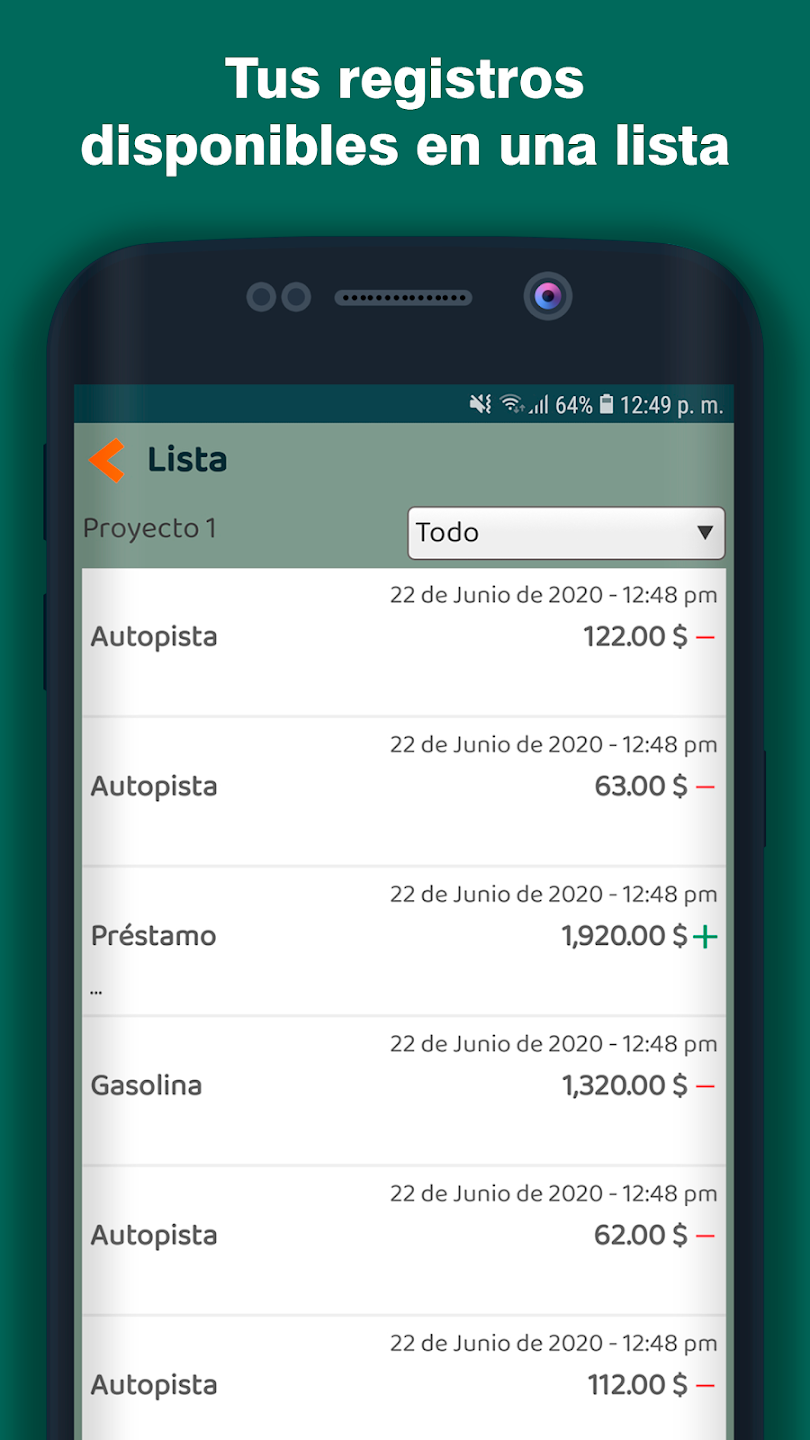 Tus registros
disponibles en una lista
64% 12:49 p. m.
Lista
Proyecto 1
Todo
22 de Junio de 2020 - 12:48 pm
Autopista 122.00 $ −
22 de Junio de 2020 - 12:48 pm
Autopista 63.00 $ −
22 de Junio de 2020 - 12:48 pm
Préstamo 1,920.00 $ +
...
22 de Junio de 2020 - 12:48 pm
Gasolina 1,320.00 $ −
22 de Junio de 2020 - 12:48 pm
Autopista 62.00 $ −
22 de Junio de 2020 - 12:48 pm
Autopista 112.00 $ −